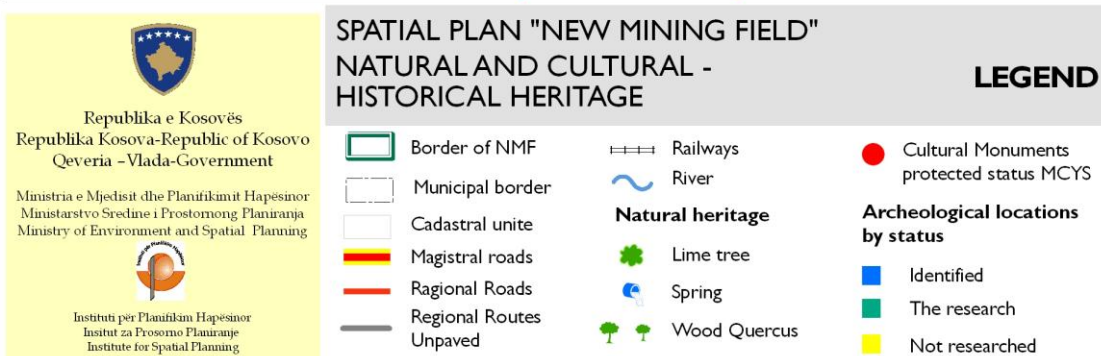 Republika e Kosovës
Republika Kosova-Republic of Kosovo
Qeveria –Vlada-Government
Ministria e Mjedisit dhe Planifikimit Hapësinor
Ministarstvo Sredine i Prostornong Planiranja
Ministry of Environment and Spatial Planning
Instituti për Planifikim Hapësinor
Insitut za Prosorno Planiranje
Institute for Spatial Planning
SPATIAL PLAN "NEW MINING FIELD"
NATURAL AND CULTURAL -
HISTORICAL HERITAGE
LEGEND
Border of NMF
Municipal border
Cadastral unite
Magistral roads
Ragional Roads
Regional Routes
Unpaved
Railways
River
Natural heritage
Lime tree
Spring
Wood Quercus
Cultural Monuments
protected status MCYS
Archeological locations
by status
Identified
The research
Not researched